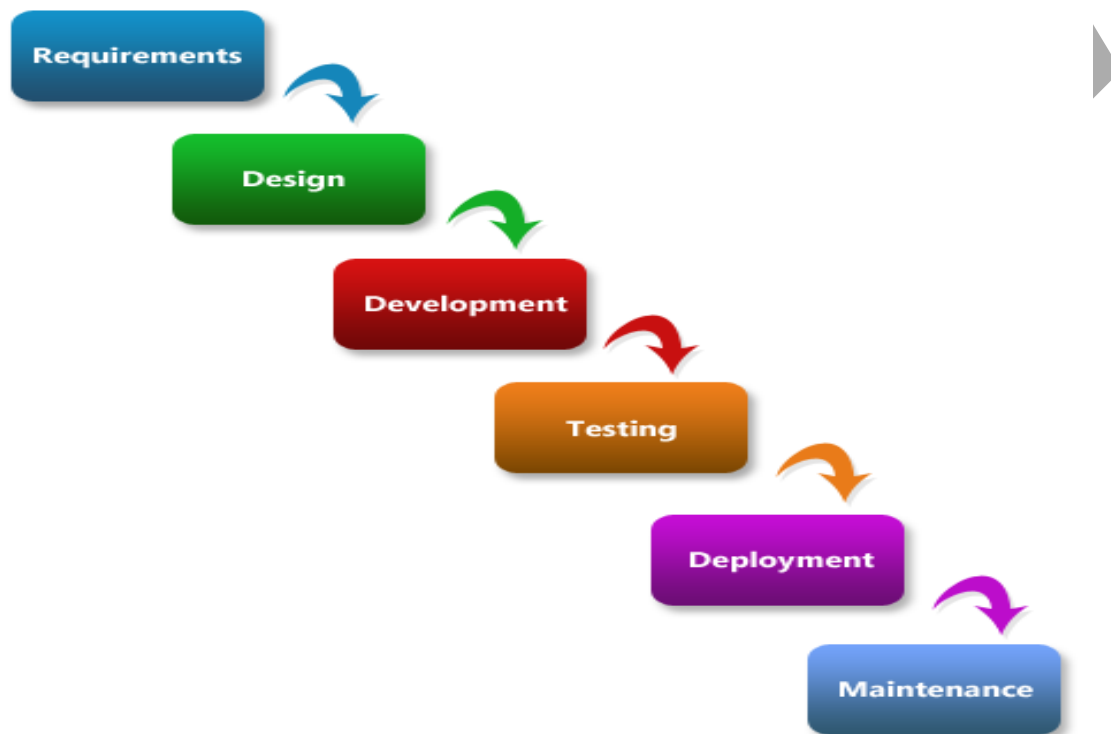 Requirements
Design
Development
Testing
Deployment
Maintenance